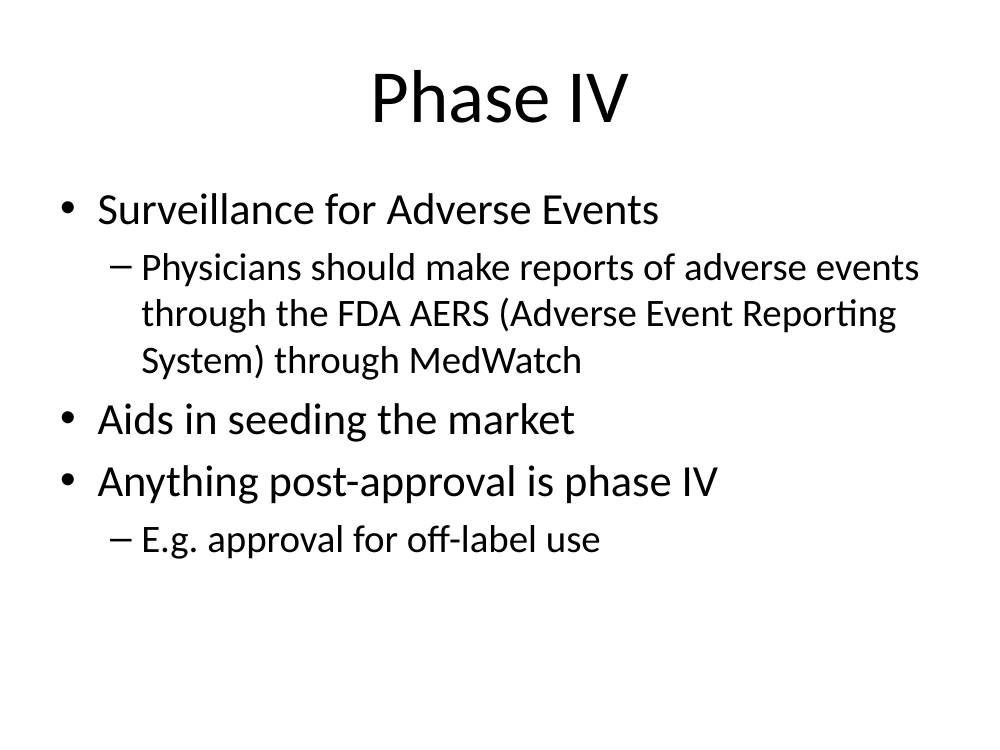 Phase IV
• Surveillance for Adverse Events
– Physicians should make reports of adverse events
through the FDA AERS (Adverse Event Reporting
System) through MedWatch
• Aids in seeding the market
• Anything post-approval is phase IV
– E.g. approval for off-label use